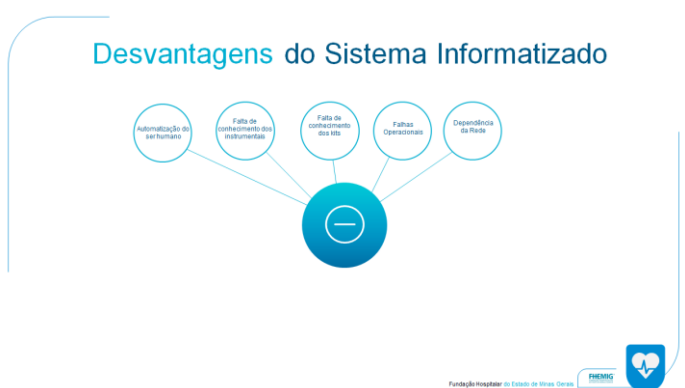 Desvantagens do Sistema Informatizado
Automatização do
ser humano
Falta de
conhecimento dos
instrumentais
Falta de
conhecimento
dos kits
Falhas
Operacionais
Dependência
da Rede
Fundação Hospitalar do Estado de Minas Gerais
FHEMIG